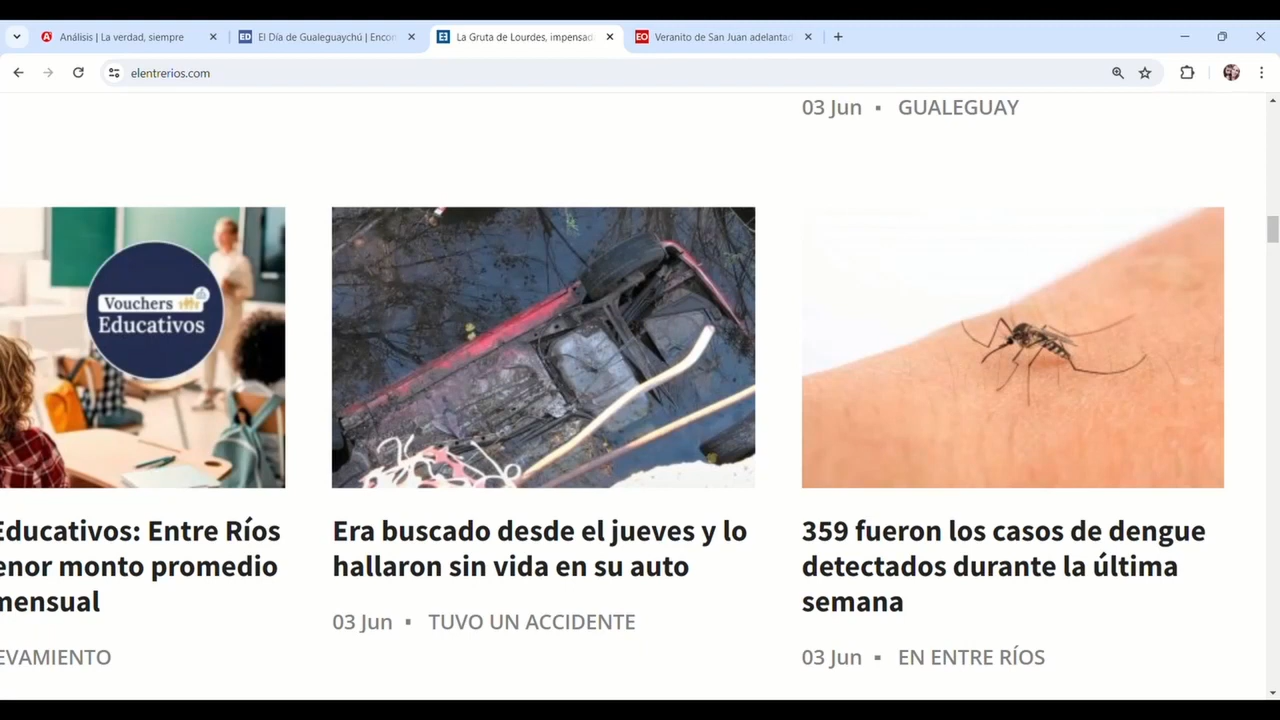 Análisis | La verdad, siempre
El Día de Gualeguaychú | Encon
La Gruta de Lourdes, impensad
Veranito de San Juan adelantad
elentrerios.com
03 Jun ▪ GUALEGUAY
Vouchers
Educativos
Educativos: Entre Ríos
enor monto promedio
mensual
EVAMIENTO
Era buscado desde el jueves y lo
hallaron sin vida en su auto
03 Jun ▪ TUVO UN ACCIDENTE
359 fueron los casos de dengue
detectados durante la última
semana
03 Jun ▪ EN ENTRE RÍOS